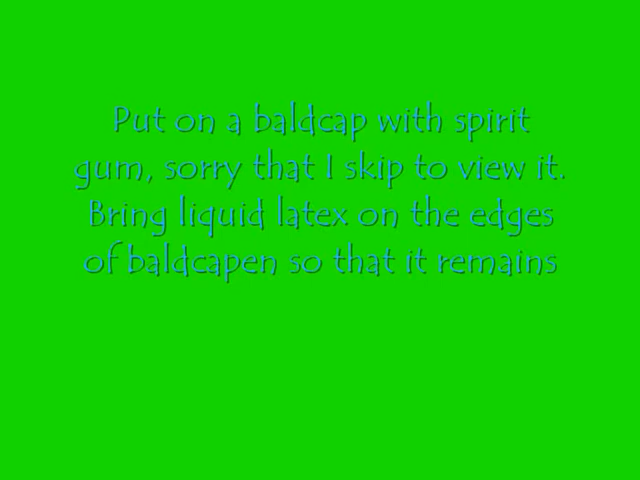 Put on a baldcap with spirit
gum, sorry that I skip to view it.
Bring liquid latex on the edges
of baldcapen so that it remains